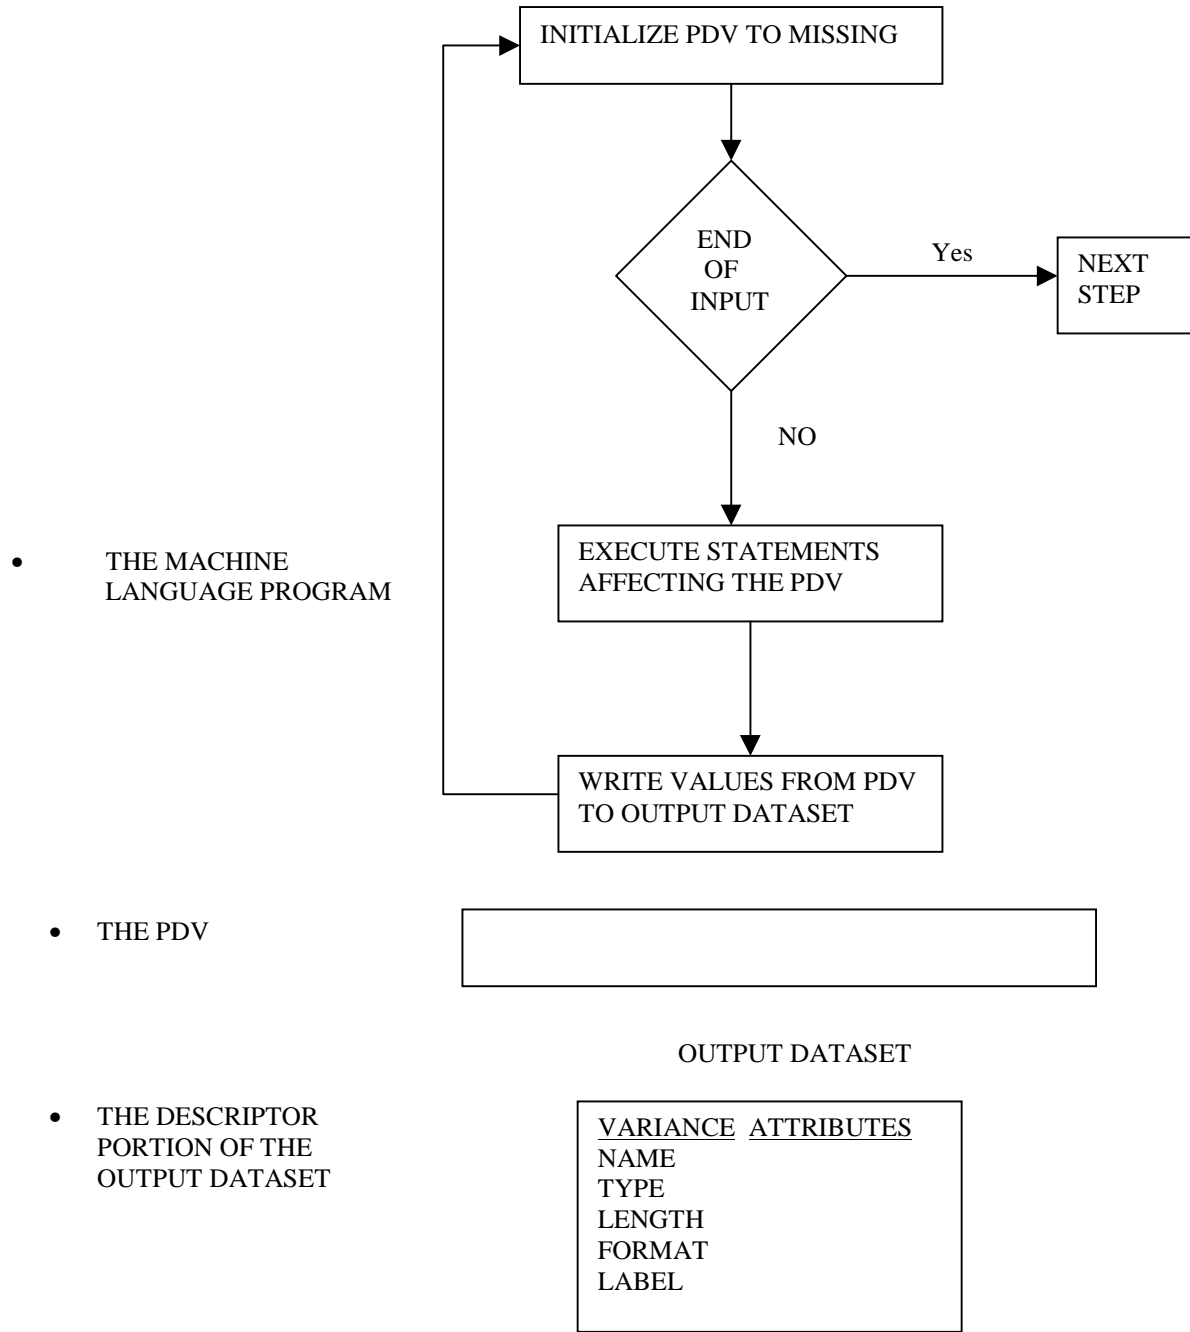 INITIALIZE PDV TO MISSING
END
OF
INPUT
Yes
NEXT
STEP
NO
• THE MACHINE
LANGUAGE PROGRAM
EXECUTE STATEMENTS
AFFECTING THE PDV
WRITE VALUES FROM PDV
TO OUTPUT DATASET
• THE PDV
OUTPUT DATASET
• THE DESCRIPTOR
PORTION OF THE
OUTPUT DATASET
VARIANCE ATTRIBUTES
NAME
TYPE
LENGTH
FORMAT
LABEL